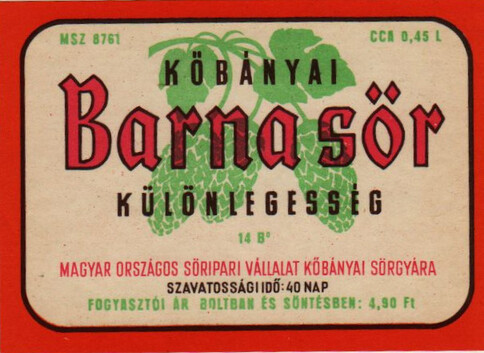 MSZ 8761 CCA 0,45 L
KŐBÁNYAI
Barna sör
KÜLÖNLEGESSÉG
14 B°
MAGYAR ORSZÁGOS SÖRIPARI VÁLLALAT KŐBÁNYAI SÖRGYÁRA
SZAVATOSSÁGI IDŐ: 40 NAP
FOGYASZTÓI ÁR BOLTBAN ÉS SÖNTÉSBEN: 4,90 Ft